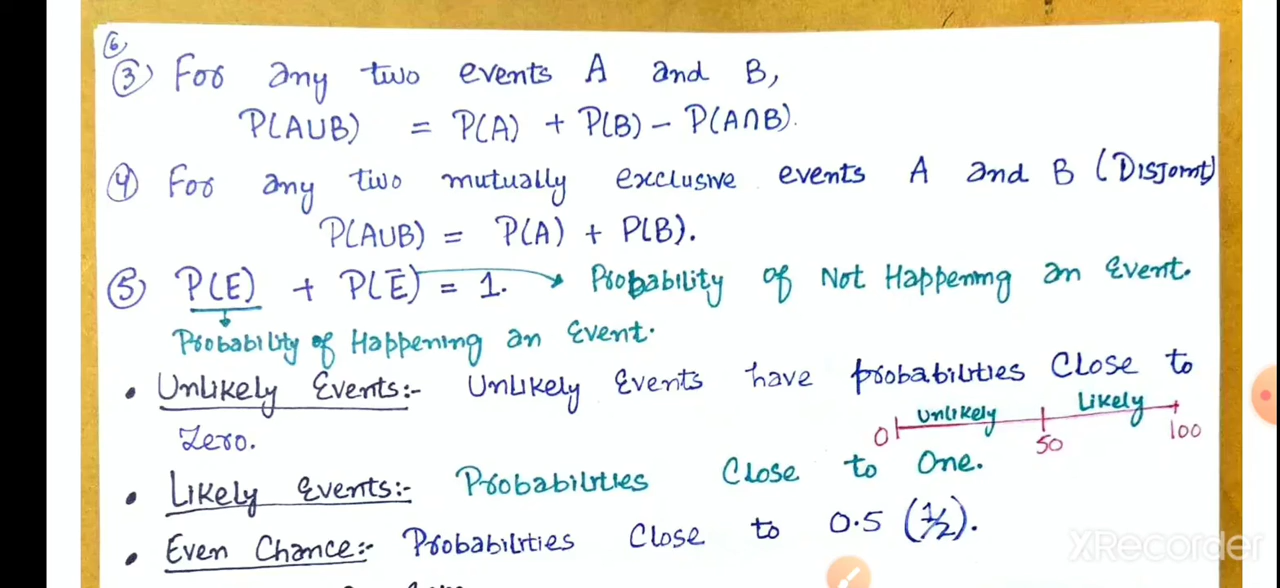 6
③ For any two events A and B,
P(A∪B) = P(A) + P(B) - P(A∩B).
④ For any two mutually exclusive events A and B (Disjoint)
P(A∪B) = P(A) + P(B).
⑤ P(E) + P(Ē) = 1. → Probability of Not Happening an Event.
Probability of Happening an Event.
• Unlikely Events:- Unlikely Events have probabilities Close to
Zero.
0 Unlikely 50 Likely 100
• Likely Events:- Probabilities Close to One.
• Even Chance:- Probabilities Close to 0.5 (1/2).
XRecorder